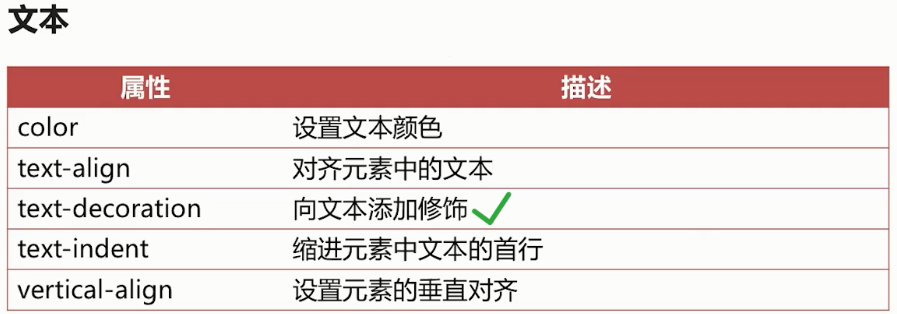 文本
属性 描述
color 设置文本颜色
text-align 对齐元素中的文本
text-decoration 向文本添加修饰
text-indent 缩进元素中文本的首行
vertical-align 设置元素的垂直对齐